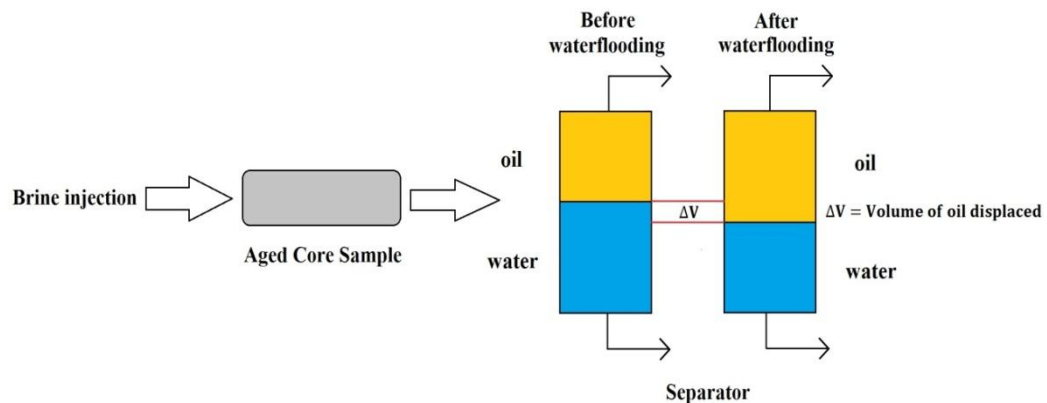 Before
waterflooding
After
waterflooding
oil
oil
Brine injection
ΔV
ΔV = Volume of oil displaced
Aged Core Sample
water
water
Separator